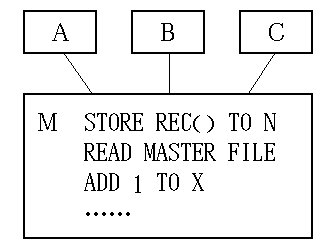 A B C
M STORE REC() TO N
READ MASTER FILE
ADD 1 TO X
......